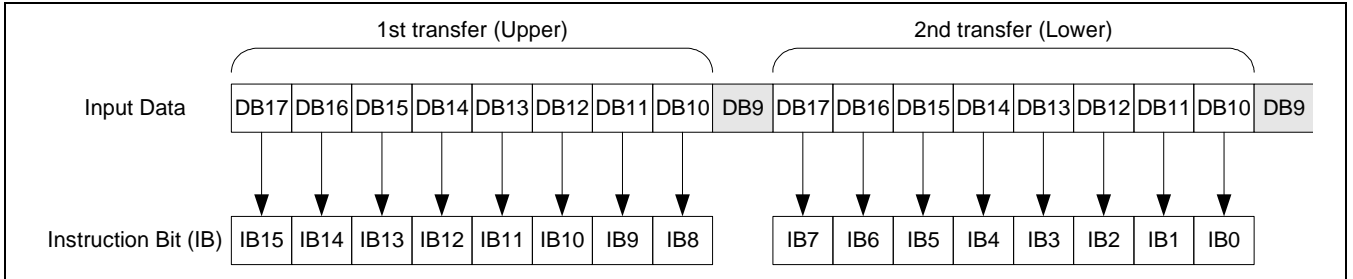 1st transfer (Upper) 2nd transfer (Lower)
Input Data DB17 DB16 DB15 DB14 DB13 DB12 DB11 DB10 DB9 DB17 DB16 DB15 DB14 DB13 DB12 DB11 DB10 DB9
Instruction Bit (IB) IB15 IB14 IB13 IB12 IB11 IB10 IB9 IB8 IB7 IB6 IB5 IB4 IB3 IB2 IB1 IB0